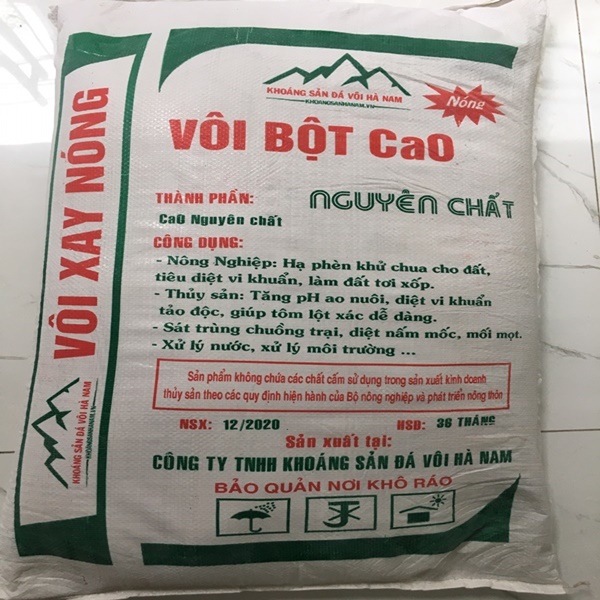 VÔI XAY NÓNG
KHOÁNG SẢN ĐÁ VÔI HÀ NAM
KHOANGSANHANAM.VN
KHOÁNG SẢN ĐÁ VÔI HÀ NAM
KHOANGSANHANAM.VN
Nóng
VÔI BỘT CaO
NGUYÊN CHẤT
THÀNH PHẦN:
CaO Nguyên chất
CÔNG DỤNG:
- Nông Nghiệp: Hạ phèn khử chua cho đất,
tiêu diệt vi khuẩn, làm đất tơi xốp.
- Thủy sản: Tăng pH ao nuôi, diệt vi khuẩn
tảo độc, giúp tôm lột xác dễ dàng.
- Sát trùng chuồng trại, diệt nấm mốc, mối mọt.
- Xử lý nước, xử lý môi trường ...
Sản phẩm không chứa các chất cấm sử dụng trong sản xuất kinh doanh
thủy sản theo các quy định hiện hành của Bộ nông nghiệp và phát triển nông thôn
NSX: 12/2020 HSD: 36 THÁNG
Sản xuất tại:
CÔNG TY TNHH KHOÁNG SẢN ĐÁ VÔI HÀ NAM
BẢO QUẢN NƠI KHÔ RÁO